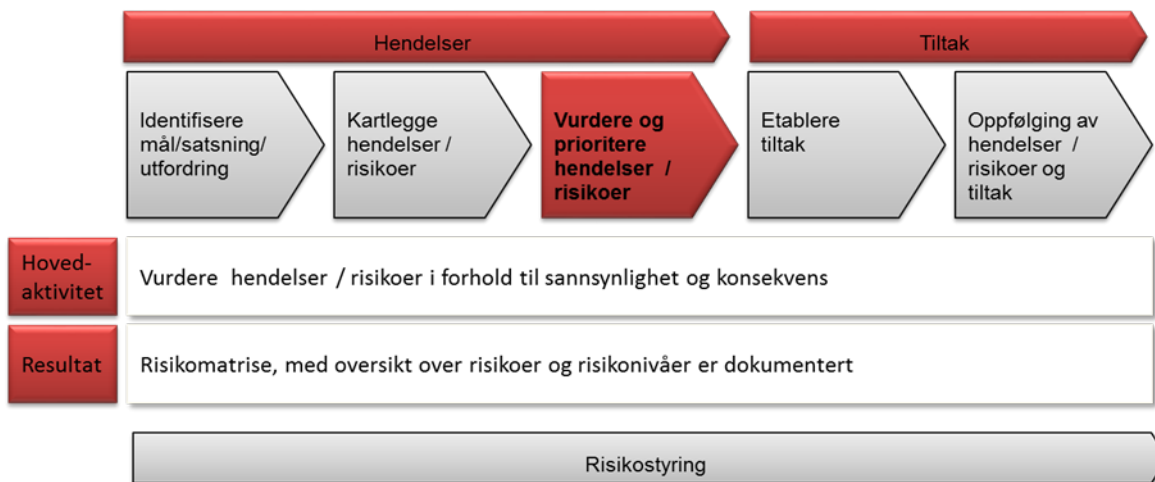 Hendelser
Tiltak
Identifisere
mål/satsning/
utfordring
Kartlegge
hendelser /
risikoer
Vurdere og
prioritere
hendelser /
risikoer
Etablere
tiltak
Oppfølging av
hendelser /
risikoer og
tiltak
Hoved-
aktivitet
Vurdere hendelser / risikoer i forhold til sannsynlighet og konsekvens
Resultat
Risikomatrise, med oversikt over risikoer og risikonivåer er dokumentert
Risikostyring